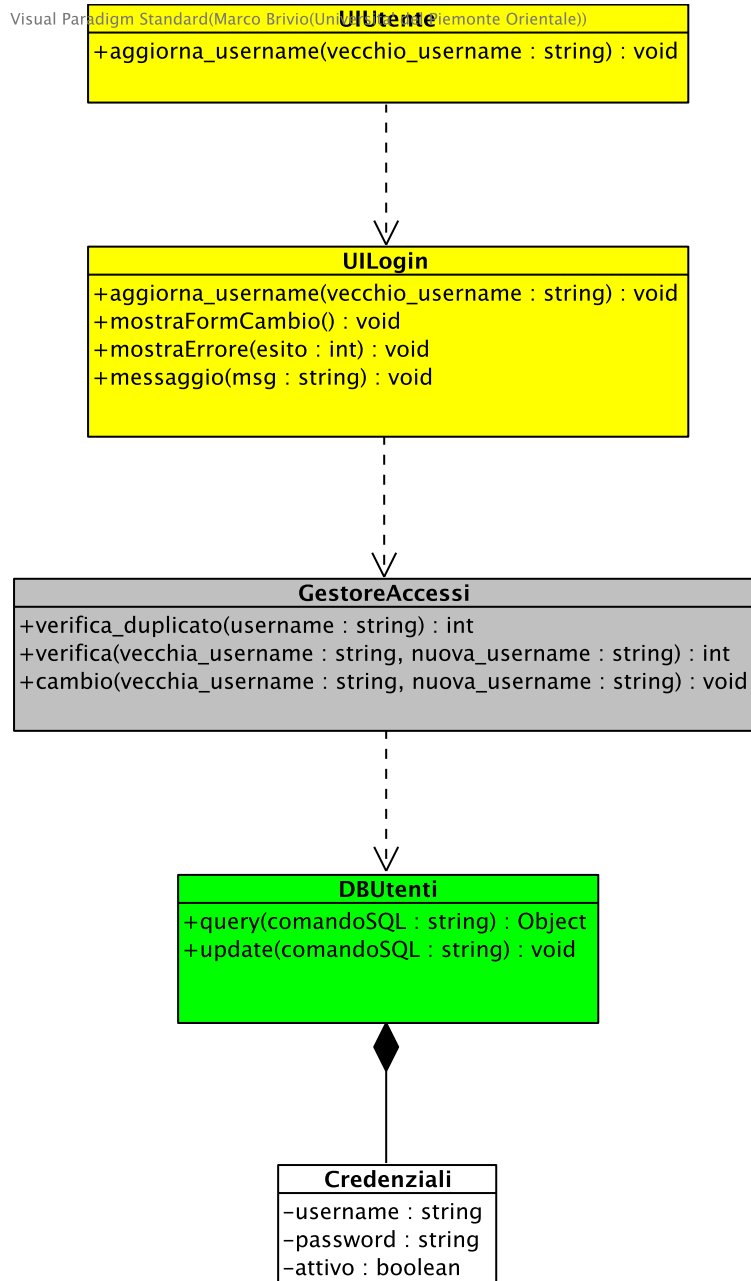 Visual Paradigm Standard(Marco Brivio(Universita' del Piemonte Orientale))
UIUtente
+aggiorna_username(vecchio_username : string) : void
UILogin
+aggiorna_username(vecchio_username : string) : void
+mostraFormCambio() : void
+mostraErrore(esito : int) : void
+messaggio(msg : string) : void
GestoreAccessi
+verifica_duplicato(username : string) : int
+verifica(vecchia_username : string, nuova_username : string) : int
+cambio(vecchia_username : string, nuova_username : string) : void
DBUtenti
+query(comandoSQL : string) : Object
+update(comandoSQL : string) : void
Credenziali
-username : string
-password : string
-attivo : boolean